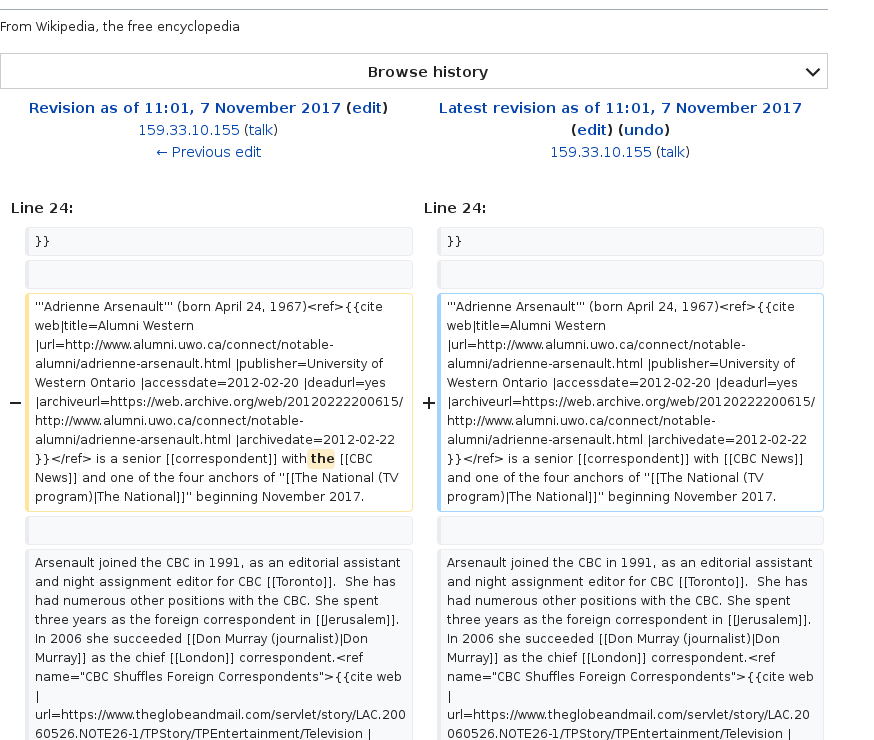 From Wikipedia, the free encyclopedia
Browse history
Revision as of 11:01, 7 November 2017 (edit)
159.33.10.155 (talk)
← Previous edit
Latest revision as of 11:01, 7 November 2017
(edit) (undo)
159.33.10.155 (talk)
Line 24:
Line 24:
}}
}}
− 
'''Adrienne Arsenault''' (born April 24, 1967)<ref>{{cite
web|title=Alumni Western
|url=http://www.alumni.uwo.ca/connect/notable-
alumni/adrienne-arsenault.html |publisher=University of
Western Ontario |accessdate=2012-02-20 |deadurl=yes
|archiveurl=https://web.archive.org/web/20120222200615/
http://www.alumni.uwo.ca/connect/notable-
alumni/adrienne-arsenault.html |archivedate=2012-02-22
}}</ref> is a senior [[correspondent]] with the [[CBC
News]] and one of the four anchors of ''[[The National (TV
program)|The National]]'' beginning November 2017.
+
'''Adrienne Arsenault''' (born April 24, 1967)<ref>{{cite
web|title=Alumni Western
|url=http://www.alumni.uwo.ca/connect/notable-
alumni/adrienne-arsenault.html |publisher=University of
Western Ontario |accessdate=2012-02-20 |deadurl=yes
|archiveurl=https://web.archive.org/web/20120222200615/
http://www.alumni.uwo.ca/connect/notable-
alumni/adrienne-arsenault.html |archivedate=2012-02-22
}}</ref> is a senior [[correspondent]] with [[CBC News]]
and one of the four anchors of ''[[The National (TV
program)|The National]]'' beginning November 2017.
Arsenault joined the CBC in 1991, as an editorial assistant
and night assignment editor for CBC [[Toronto]].  She has
had numerous other positions with the CBC. She spent
three years as the foreign correspondent in [[Jerusalem]].
In 2006 she succeeded [[Don Murray (journalist)|Don
Murray]] as the chief [[London]] correspondent.<ref
name="CBC Shuffles Foreign Correspondents">{{cite web
|
url=https://www.theglobeandmail.com/servlet/story/LAC.200
60526.NOTE26-1/TPStory/TPEntertainment/Television |
Arsenault joined the CBC in 1991, as an editorial assistant
and night assignment editor for CBC [[Toronto]].  She has
had numerous other positions with the CBC. She spent
three years as the foreign correspondent in [[Jerusalem]].
In 2006 she succeeded [[Don Murray (journalist)|Don
Murray]] as the chief [[London]] correspondent.<ref
name="CBC Shuffles Foreign Correspondents">{{cite web
|
url=https://www.theglobeandmail.com/servlet/story/LAC.20
060526.NOTE26-1/TPStory/TPEntertainment/Television |